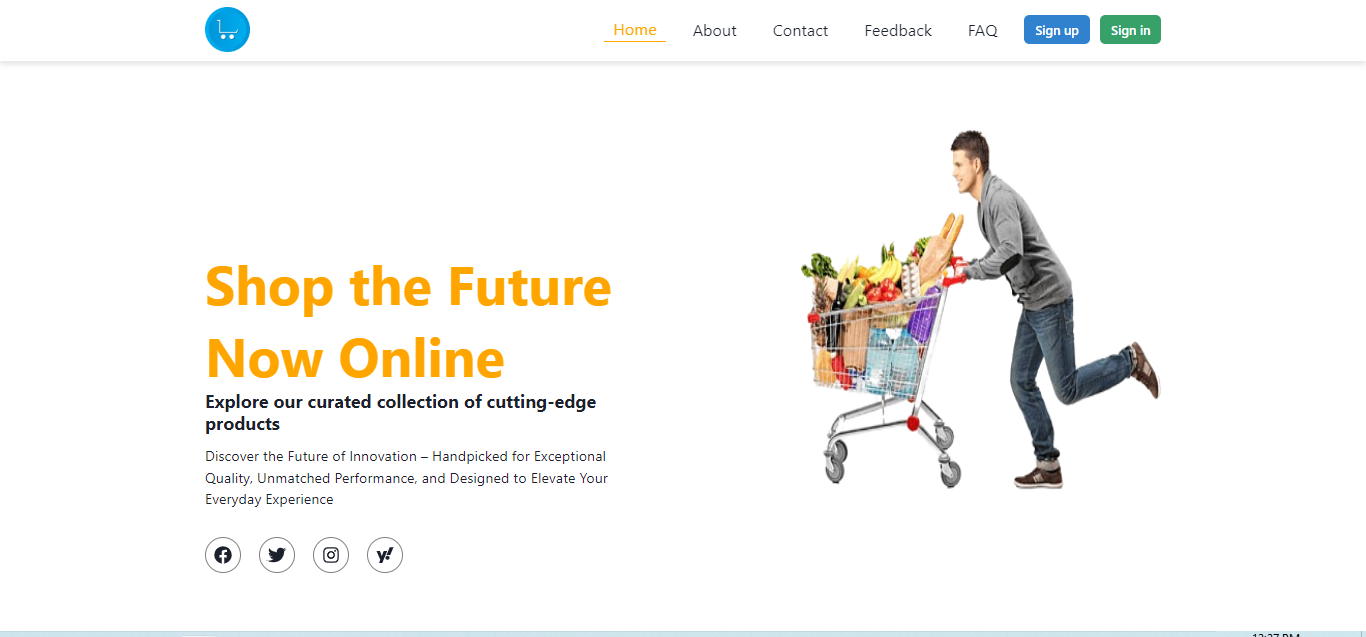 Home About Contact Feedback FAQ Sign up Sign in
Shop the Future
Now Online
Explore our curated collection of cutting-edge
products
Discover the Future of Innovation – Handpicked for Exceptional
Quality, Unmatched Performance, and Designed to Elevate Your
Everyday Experience
y!